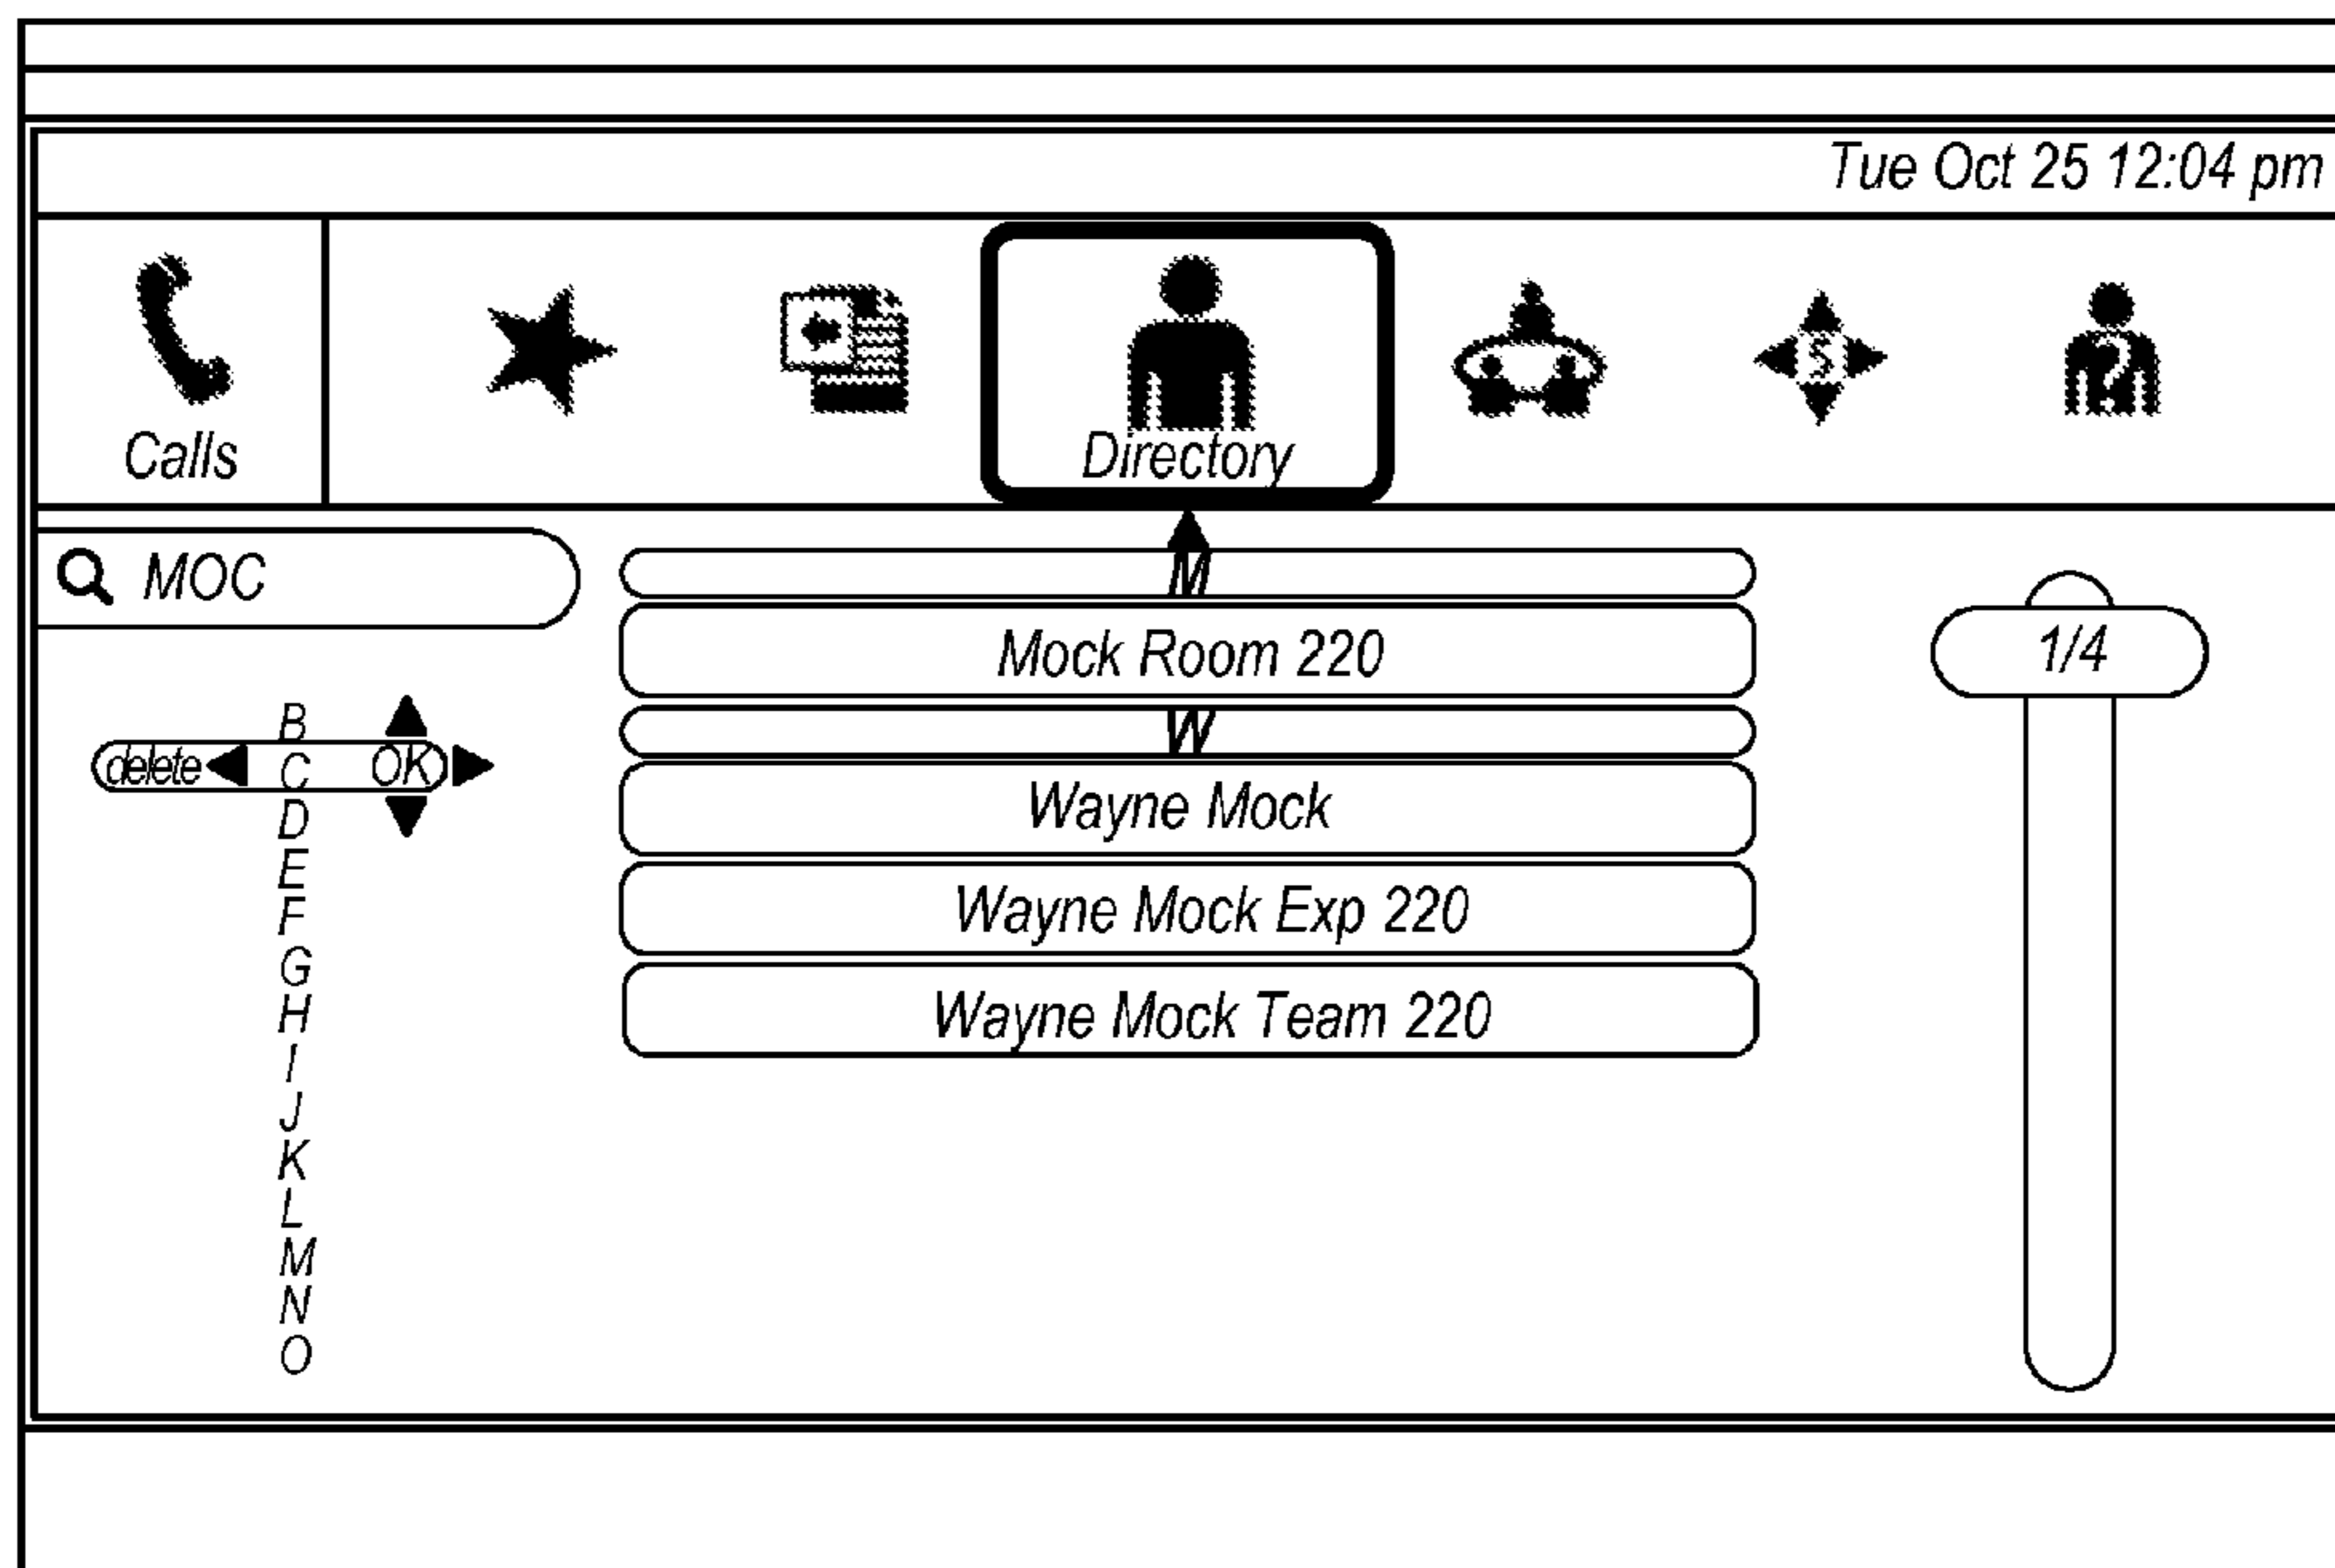 Tue Oct 25 12:04 pm
Calls
Directory
MOC
M
Mock Room 220
1/4
W
Wayne Mock
Wayne Mock Exp 220
Wayne Mock Team 220
B
delete C OK
D
E
F
G
H
I
J
K
L
M
N
O